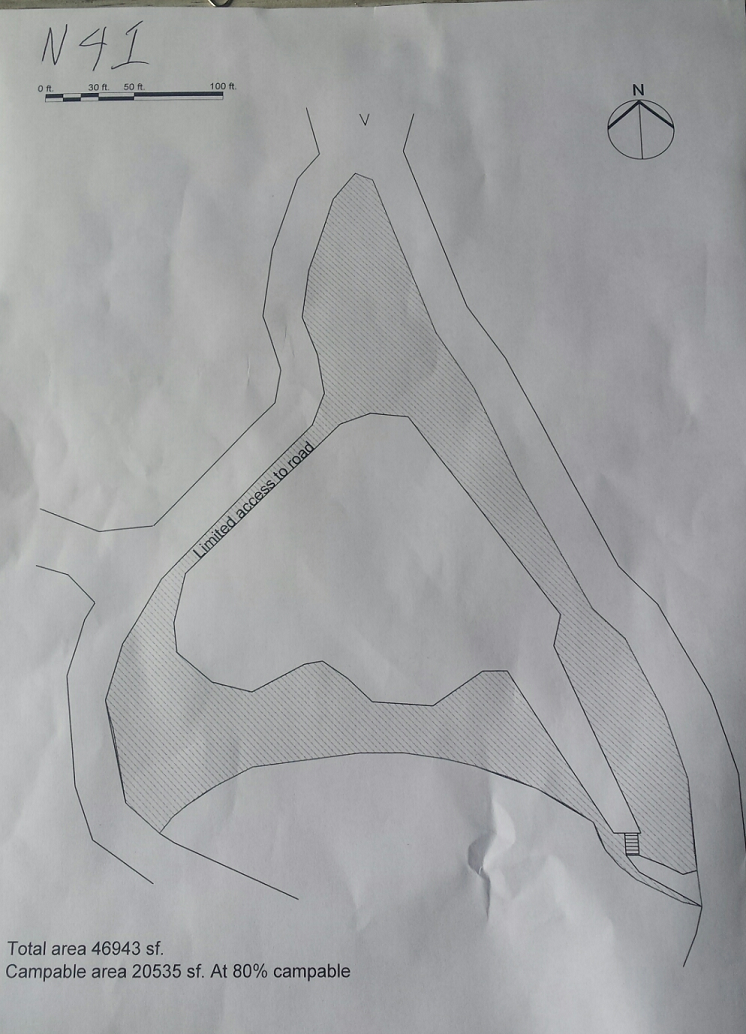 N41
0 ft. 30 ft. 50 ft. 100 ft.
N
V
Limited access to road
Total area 46943 sf.
Campable area 20535 sf. At 80% campable